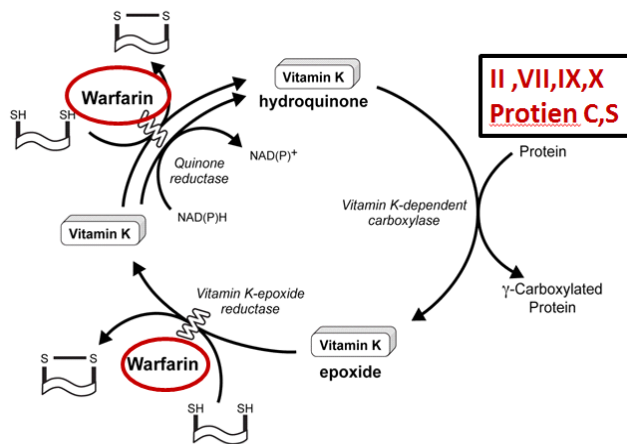 S S
Warfarin
SH SH
Vitamin K
hydroquinone
II ,VII,IX,X
Protien C,S
Protein
NAD(P)+
Quinone
reductase
NAD(P)H
Vitamin K-dependent
carboxylase
Vitamin K
γ-Carboxylated
Protein
Vitamin K-epoxide
reductase
Vitamin K
epoxide
S S
Warfarin
SH SH